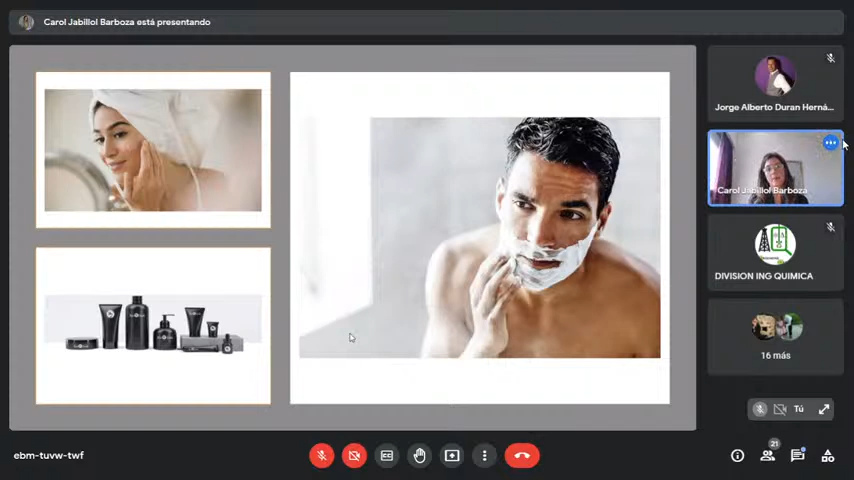 Carol Jabillol Barboza está presentando
Jorge Alberto Duran Herná...
Carol Jabillol Barboza
DIVISION ING QUIMICA
16 más
Tú
21
ebm-tuvw-twf